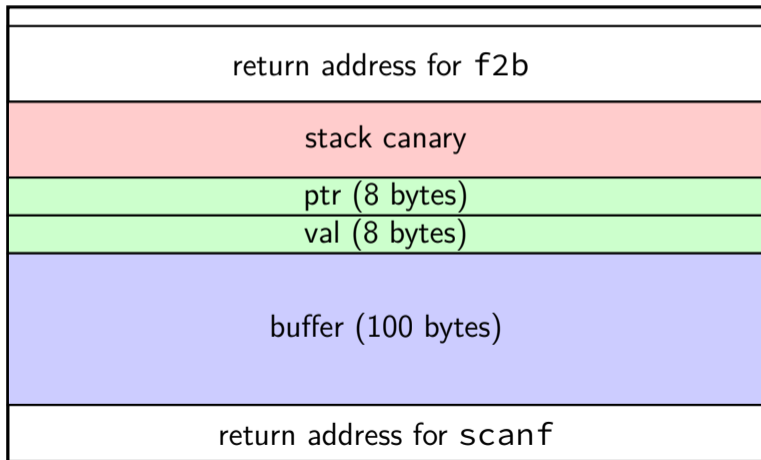 return address for f2b
stack canary
ptr (8 bytes)
val (8 bytes)
buffer (100 bytes)
return address for scanf